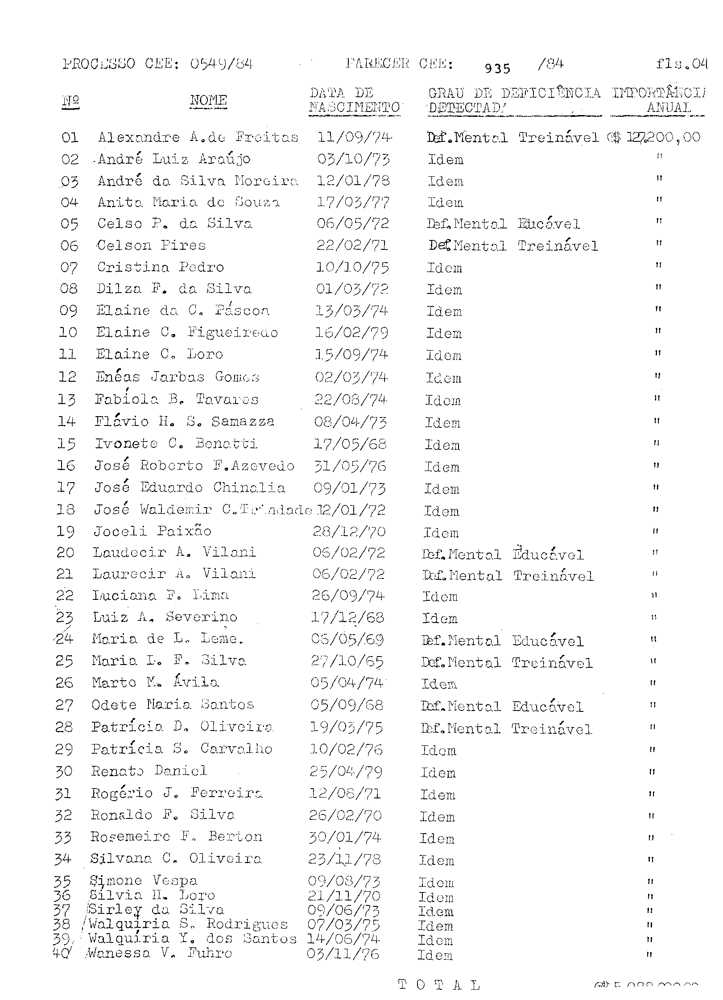 PROCESSO CEE: 0549/84 PARECER CEE: 935 /84 fls.04
Nº NOME DATA DE NASCIMENTO GRAU DE DEFICIÊNCIA DETECTADA IMPORTÂNCIA ANUAL
01 Alexandre A.de Freitas 11/09/74 Def.Mental Treinável C$ 127.200,00
02 André Luiz Araújo 03/10/73 Idem "
03 André da Silva Moreira 12/01/78 Idem "
04 Anita Maria de Souza 17/03/77 Idem "
05 Celso P. da Silva 06/05/72 Def.Mental Educável "
06 Celson Pires 22/02/71 Def.Mental Treinável "
07 Cristina Pedro 10/10/75 Idem "
08 Dilza F. da Silva 01/03/72 Idem "
09 Elaine da C. Páscoa 13/03/74 Idem "
10 Elaine C. Figueiredo 16/02/79 Idem "
11 Elaine C. Loro 15/09/74 Idem "
12 Enéas Jarbas Gomes 02/03/74 Idem "
13 Fabíola B. Tavares 22/08/74 Idem "
14 Flávio H. S. Samazza 08/04/73 Idem "
15 Ivonete C. Benatti 17/05/68 Idem "
16 José Roberto F.Azevedo 31/05/76 Idem "
17 José Eduardo Chinalia 09/01/73 Idem "
18 José Waldemir C.Trindade 12/01/72 Idem "
19 Joceli Paixão 28/12/70 Idem "
20 Laudecir A. Vilani 06/02/72 Def.Mental Educável "
21 Laurecir A. Vilani 06/02/72 Def.Mental Treinável "
22 Luciana F. Lima 26/09/74 Idem "
23 Luiz A. Severino 17/12/68 Idem "
24 Maria de L. Leme. 06/05/69 Def.Mental Educável "
25 Maria L. F. Silva 27/10/65 Def.Mental Treinável "
26 Marto M. Ávila 05/04/74 Idem "
27 Odete Maria Santos 05/09/68 Def.Mental Educável "
28 Patrícia D. Oliveira 19/03/75 Def.Mental Treinável "
29 Patrícia S. Carvalho 10/02/76 Idem "
30 Renato Daniel 25/04/79 Idem "
31 Rogério J. Ferreira 12/08/71 Idem "
32 Ronaldo F. Silva 26/02/70 Idem "
33 Rosemeire F. Berton 30/01/74 Idem "
34 Silvana C. Oliveira 23/11/78 Idem "
35 Simone Vespa 09/08/73 Idem "
36 Silvia H. Loro 21/11/70 Idem "
37 Sirley da Silva 09/06/73 Idem "
38 Walquíria S. Rodrigues 07/03/75 Idem "
39 Walquíria Y. dos Santos 14/06/74 Idem "
40 Wanessa V. Fuhro 03/11/76 Idem "
T O T A L